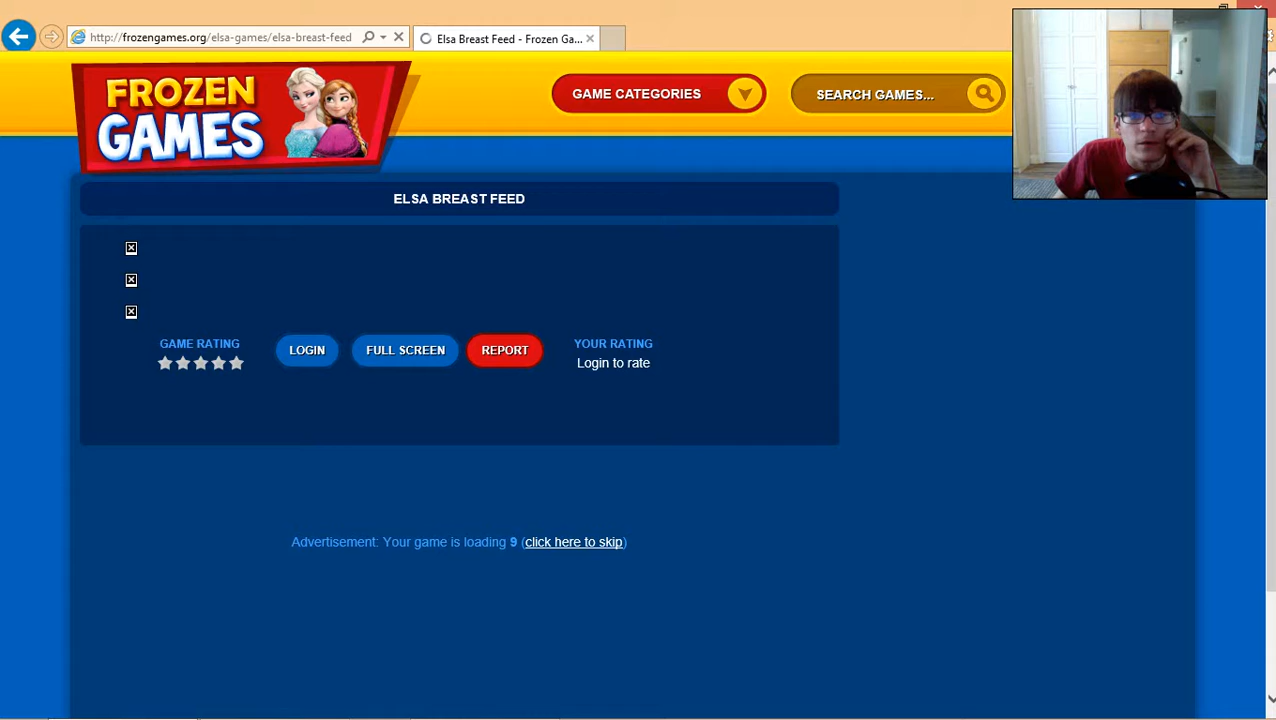 http://frozengames.org/elsa-games/elsa-breast-feed
Elsa Breast Feed - Frozen Ga...
FROZEN
GAMES
GAME CATEGORIES
SEARCH GAMES...
ELSA BREAST FEED
GAME RATING
LOGIN
FULL SCREEN
REPORT
YOUR RATING
Login to rate
Advertisement: Your game is loading 9 (click here to skip)